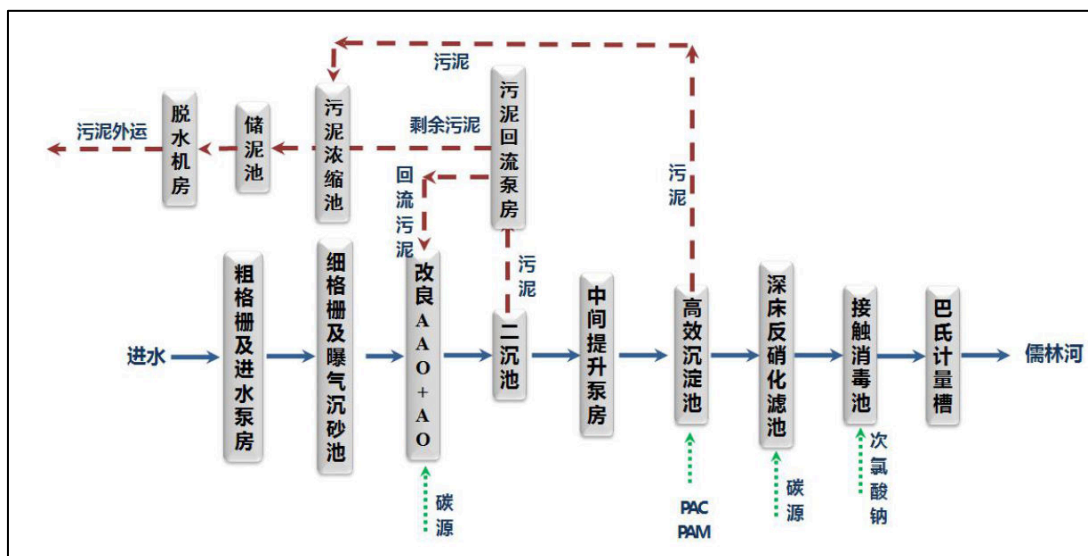 污泥
污泥外运
脱水机房
储泥池
污泥浓缩池
剩余污泥
污泥回流泵房
回流污泥
污泥
污泥
进水
粗格栅及进水泵房
细格栅及曝气沉砂池
改良AAO+AO
二沉池
中间提升泵房
高效沉淀池
深床反硝化滤池
接触消毒池
巴氏计量槽
儒林河
碳源
PAC
PAM
碳源
次氯酸钠